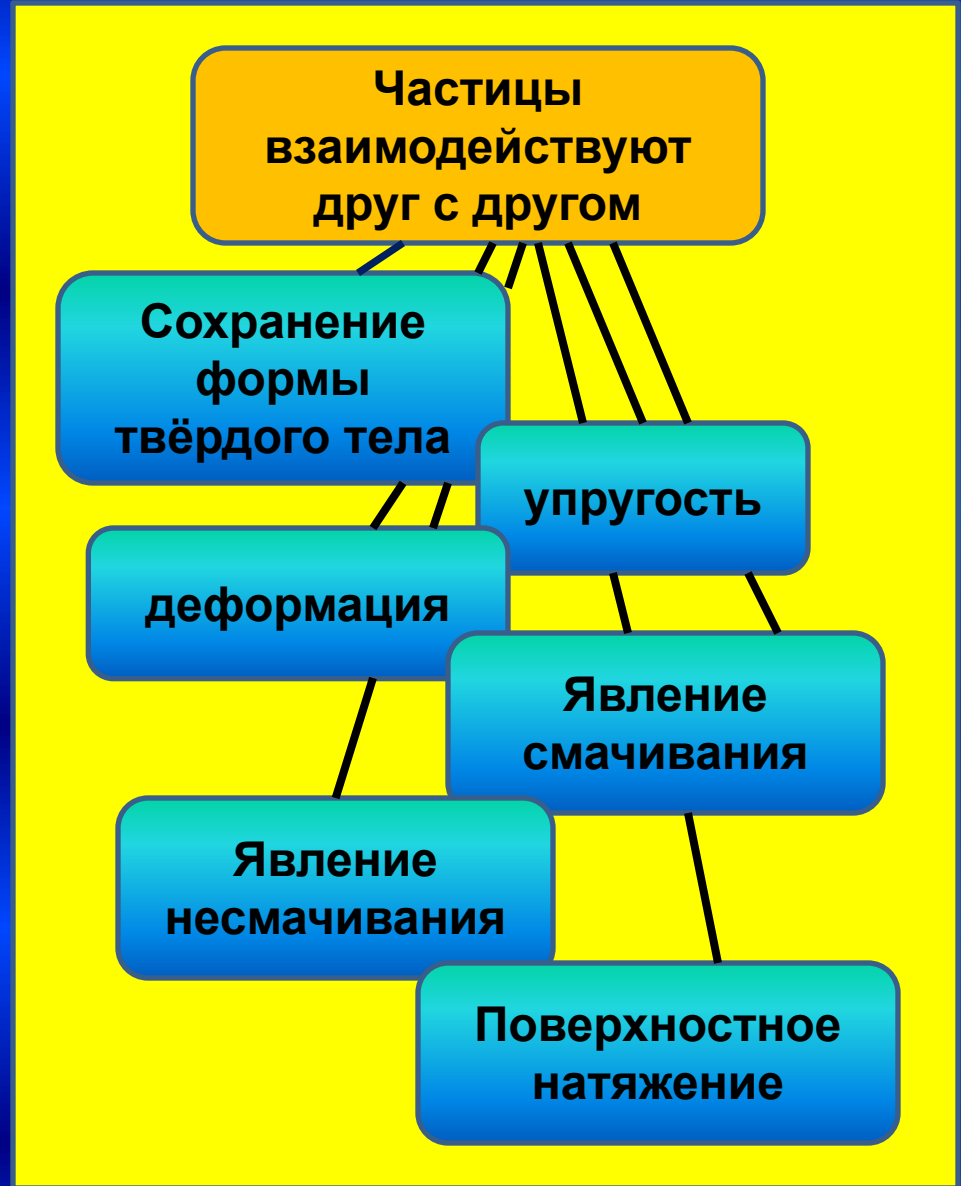 Частицы
взаимодействуют
друг с другом
Сохранение
формы
твёрдого тела
упругость
деформация
Явление
смачивания
Явление
несмачивания
Поверхностное
натяжение